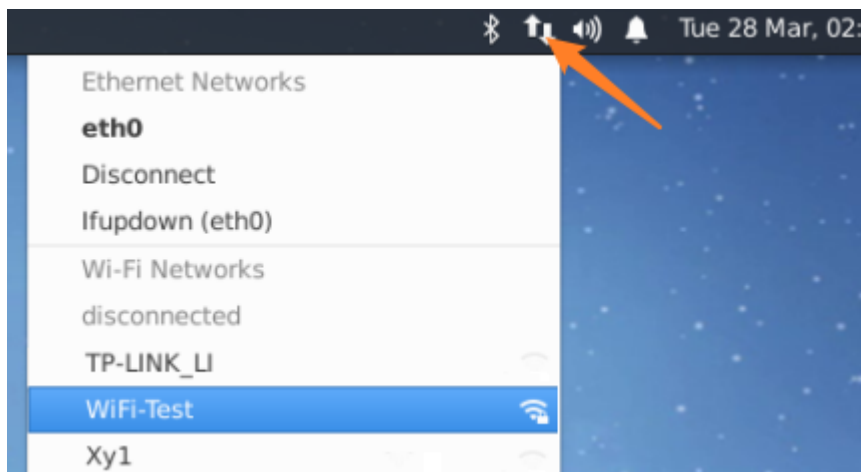 Tue 28 Mar, 02:
Ethernet Networks
eth0
Disconnect
Ifupdown (eth0)
Wi-Fi Networks
disconnected
TP-LINK_LI
WiFi-Test
Xy1